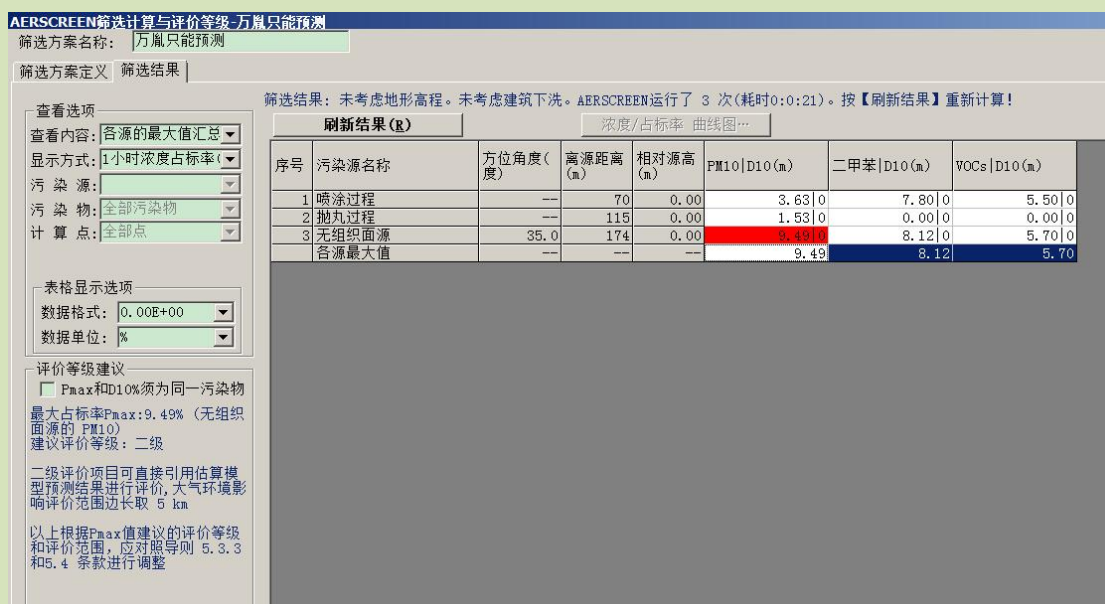 AERSCREEN筛选计算与评价等级-万胤只能预测
筛选方案名称: 万胤只能预测
筛选方案定义 筛选结果
查看选项
查看内容: 各源的最大值汇总
显示方式: 1小时浓度占标率(
污 染 源:
污 染 物: 全部污染物
计 算 点: 全部点
表格显示选项
数据格式: 0.00E+00
数据单位: %
评价等级建议
Pmax和D10%须为同一污染物
最大占标率Pmax:9.49% (无组织
面源的 PM10)
建议评价等级: 二级
二级评价项目可直接引用估算模
型预测结果进行评价,大气环境影
响评价范围边长取 5 km
以上根据Pmax值建议的评价等级
和评价范围,应对照导则 5.3.3
和5.4 条款进行调整
筛选结果: 未考虑地形高程。未考虑建筑下洗。AERSCREEN运行了 3 次(耗时0:0:21)。按【刷新结果】重新计算!
刷新结果(R) 浓度/占标率 曲线图…
序号 污染源名称 方位角度(度) 离源距离(m) 相对源高(m) PM10|D10(m) 二甲苯|D10(m) VOCs|D10(m)
1 喷涂过程 -- 70 0.00 3.63|0 7.80|0 5.50|0
2 抛丸过程 -- 115 0.00 1.53|0 0.00|0 0.00|0
3 无组织面源 35.0 174 0.00 9.49|0 8.12|0 5.70|0
各源最大值 -- -- -- 9.49 8.12 5.70